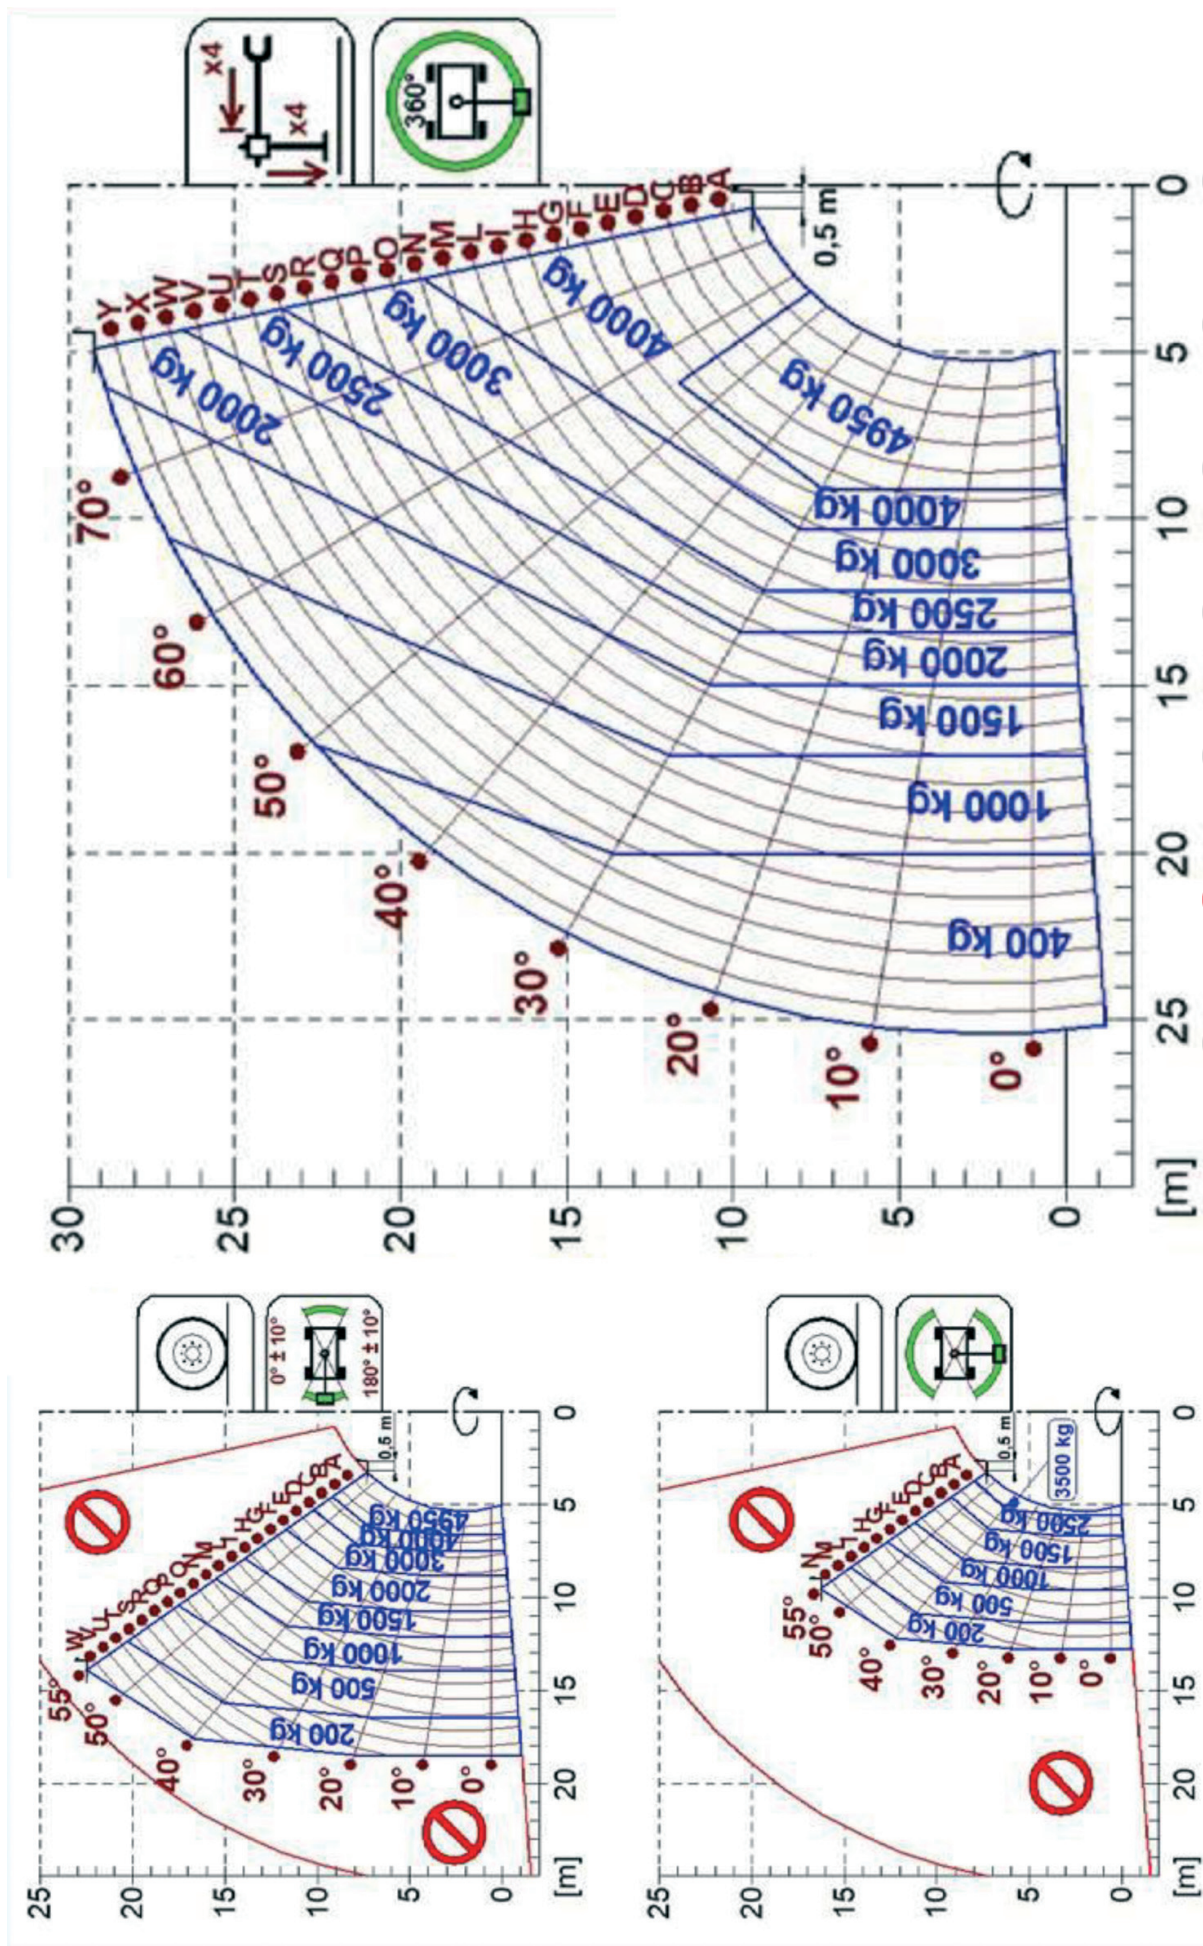 x4
x4
360°
Y
X
W
V
U
T
S
R
Q
P
O
N
M
L
I
H
G
F
E
D
C
B
A
0,5 m
70°
60°
50°
40°
30°
20°
10°
0°
2000 kg
2500 kg
3000 kg
4000 kg
4950 kg
4000 kg
3000 kg
2500 kg
2000 kg
1500 kg
1000 kg
400 kg
0
5
10
15
20
25
[m]
30
25
20
15
10
5
0
0° ± 10°
180° ± 10°
W
U
T
S
R
Q
P
O
N
M
L
I
H
G
F
E
D
C
B
A
0,5 m
55°
50°
40°
30°
20°
10°
0°
4950 kg
4000 kg
3000 kg
2000 kg
1500 kg
1000 kg
500 kg
200 kg
0
5
10
15
20
[m]
25
20
15
10
5
0
N
L
I
H
G
F
E
D
C
B
A
0,5 m
3500 kg
55°
50°
40°
30°
20°
10°
0°
2500 kg
1500 kg
1000 kg
500 kg
200 kg
0
5
10
15
20
[m]
25
20
15
10
5
0